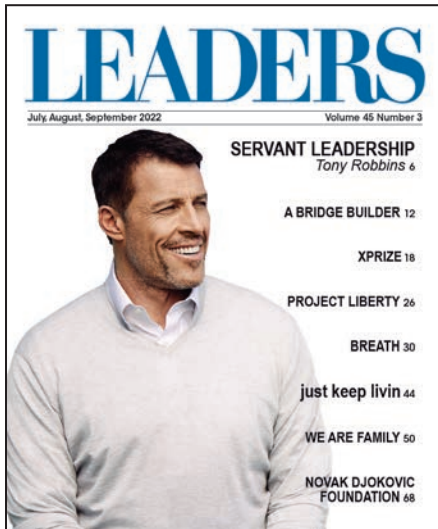 LEADERS
July, August, September 2022 Volume 45 Number 3
SERVANT LEADERSHIP
Tony Robbins 6
A BRIDGE BUILDER 12
XPRIZE 18
PROJECT LIBERTY 26
BREATH 30
just keep livin 44
WE ARE FAMILY 50
NOVAK DJOKOVIC
FOUNDATION 68